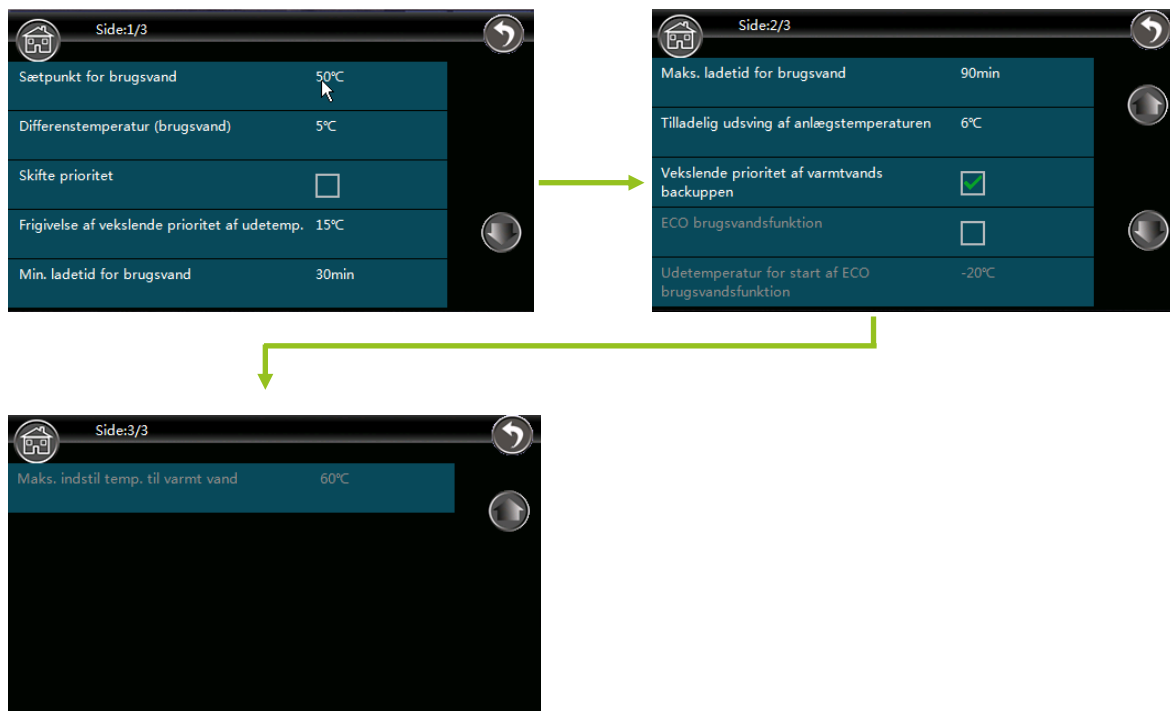 Side:1/3
Sætpunkt for brugsvand 50℃
Differenstemperatur (brugsvand) 5℃
Skifte prioritet
Frigivelse af vekslende prioritet af udetemp. 15℃
Min. ladetid for brugsvand 30min
Side:2/3
Maks. ladetid for brugsvand 90min
Tilladelig udsving af anlægstemperaturen 6℃
Vekslende prioritet af varmtvands
backuppen
ECO brugsvandsfunktion
Udetemperatur for start af ECO -20℃
brugsvandsfunktion
Side:3/3
Maks. indstil temp. til varmt vand 60℃